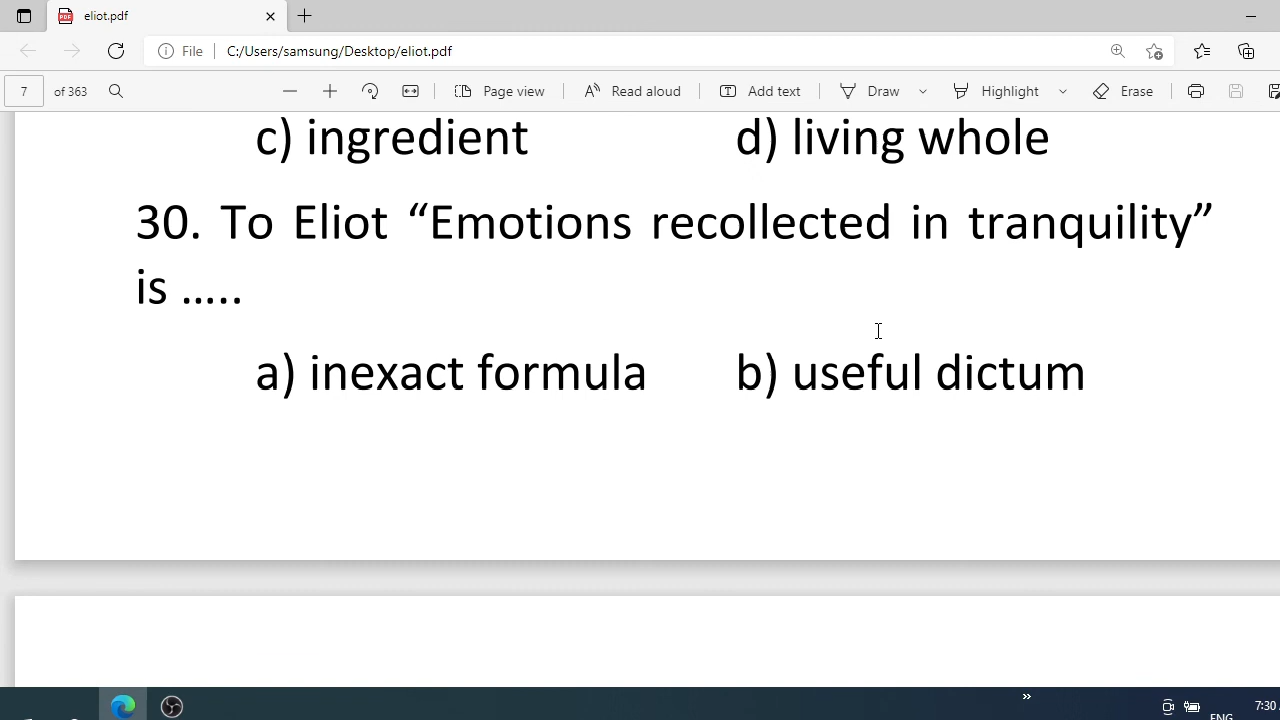 eliot.pdf
File C:/Users/samsung/Desktop/eliot.pdf
7 of 363 Page view Read aloud Add text Draw Highlight Erase
c) ingredient d) living whole
30. To Eliot “Emotions recollected in tranquility”
is …..
a) inexact formula b) useful dictum
ENG 7:30